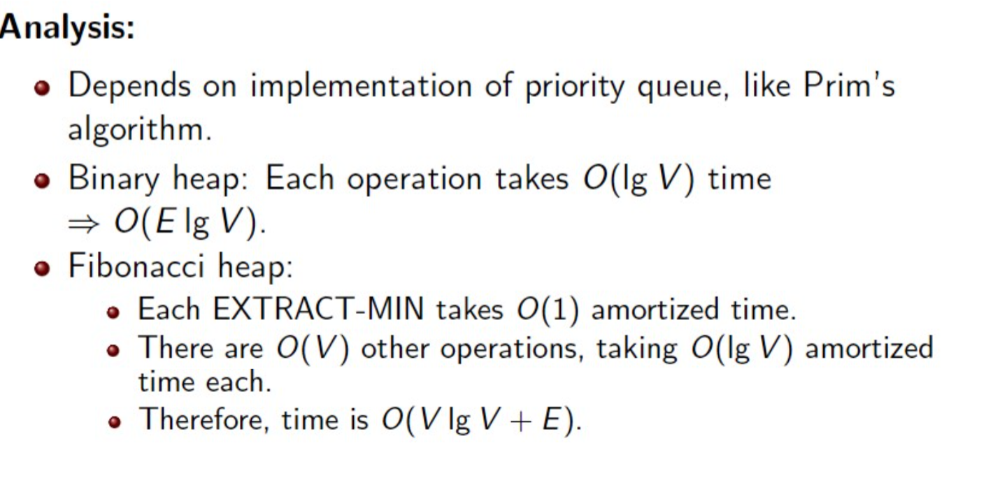 Analysis:
Depends on implementation of priority queue, like Prim's
algorithm.
Binary heap: Each operation takes O(lg V) time
⇒ O(E lg V).
Fibonacci heap:
Each EXTRACT-MIN takes O(1) amortized time.
There are O(V) other operations, taking O(lg V) amortized
time each.
Therefore, time is O(V lg V + E).